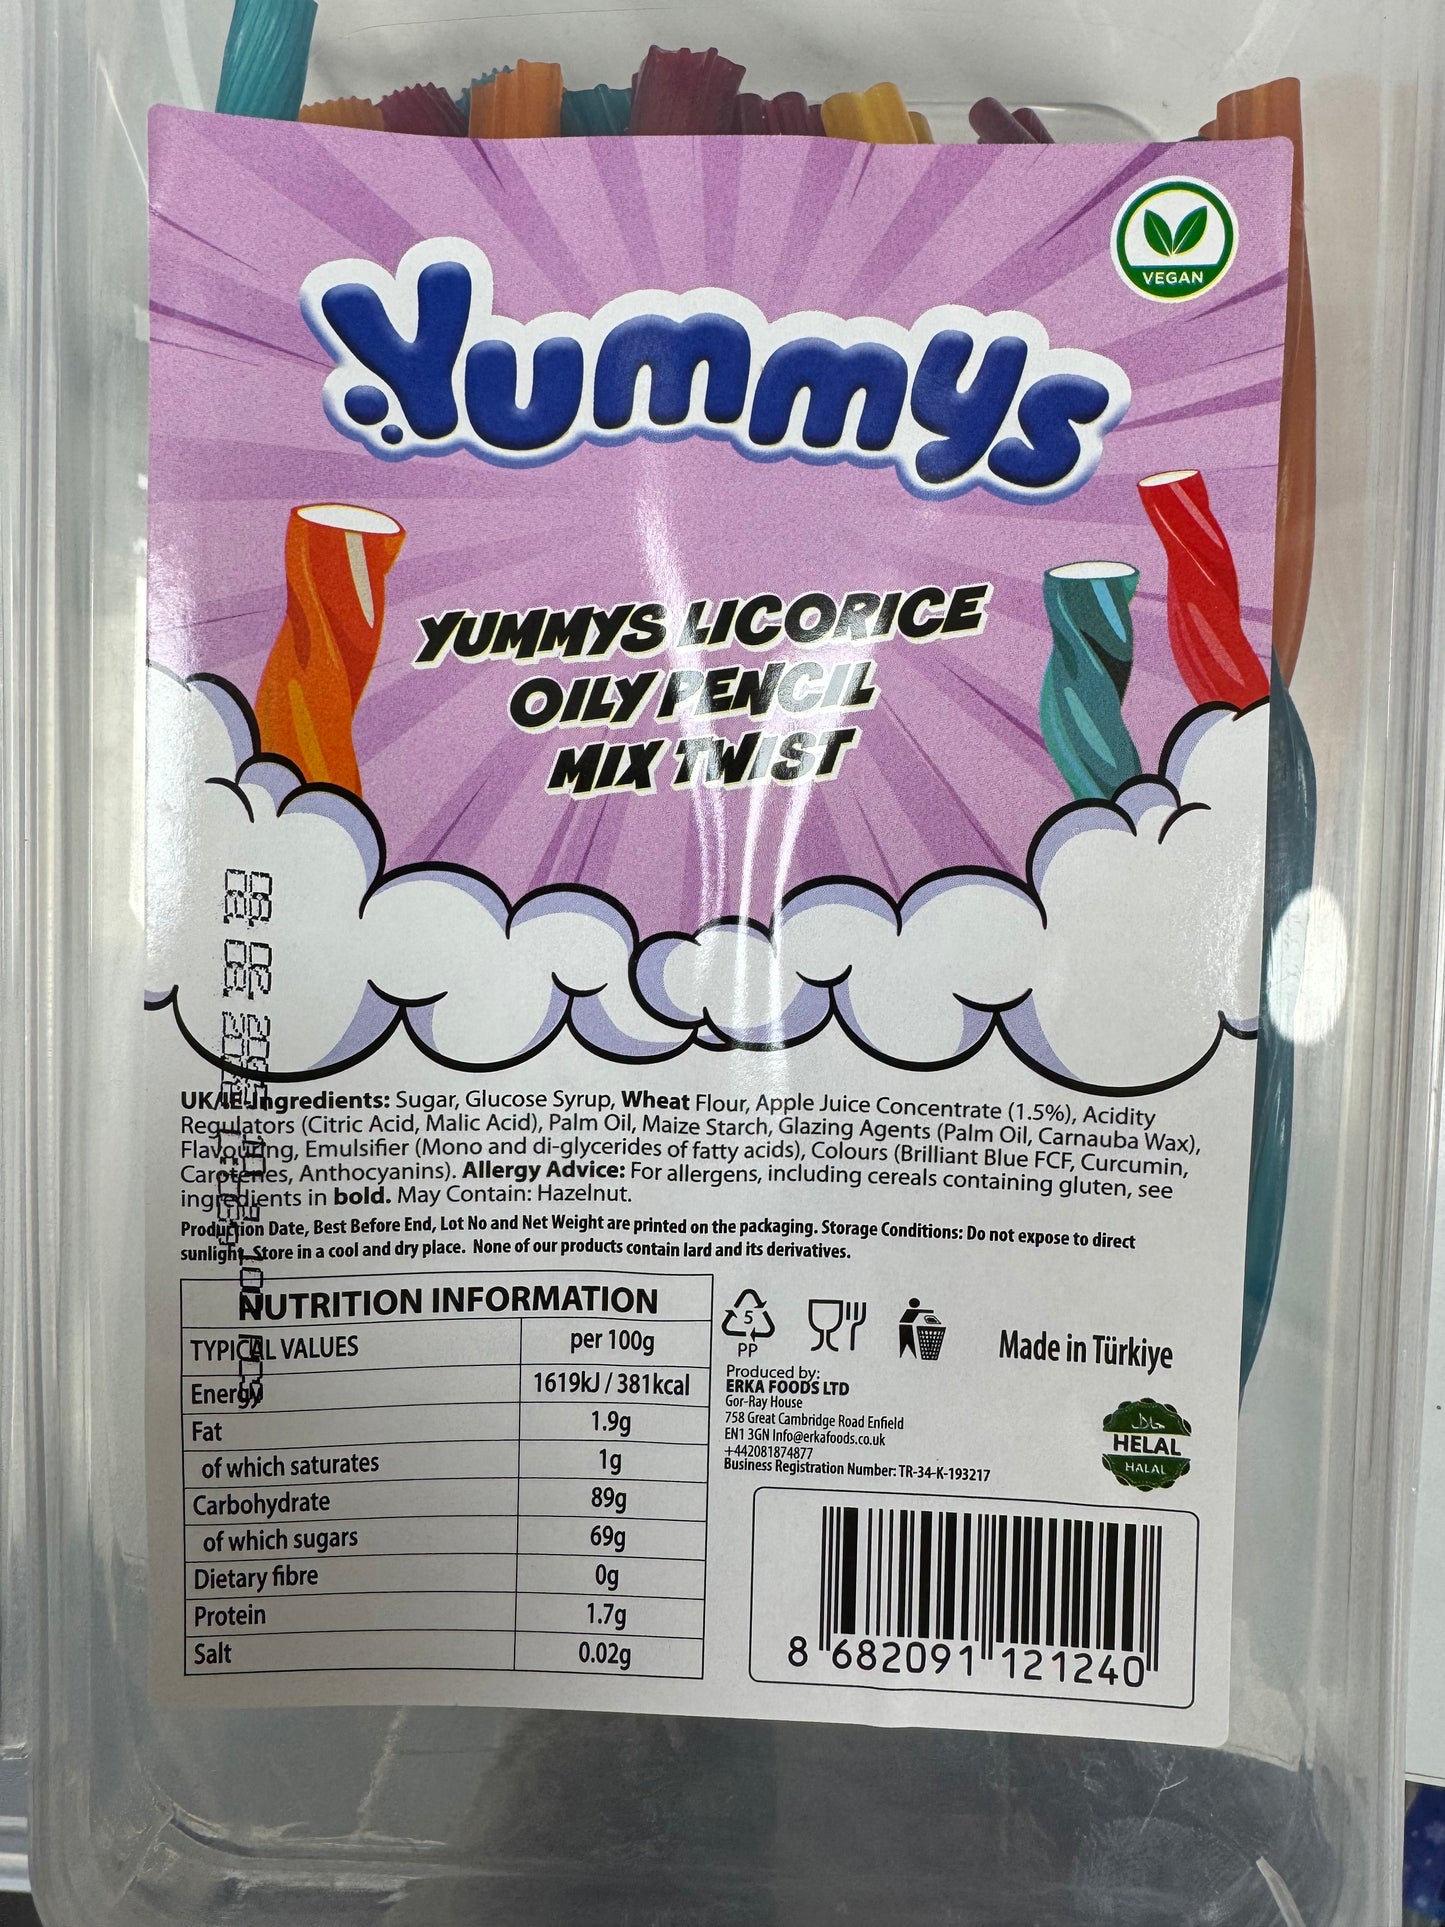 VEGAN
Yummys
YUMMYS LICORICE
OILY PENCIL
MIX TWIST
UK/IE-Ingredients: Sugar, Glucose Syrup, Wheat Flour, Apple Juice Concentrate (1.5%), Acidity
Regulators (Citric Acid, Malic Acid), Palm Oil, Maize Starch, Glazing Agents (Palm Oil, Carnauba Wax),
Flavouring, Emulsifier (Mono and di-glycerides of fatty acids), Colours (Brilliant Blue FCF, Curcumin,
Carotenes, Anthocyanins). Allergy Advice: For allergens, including cereals containing gluten, see
ingredients in bold. May Contain: Hazelnut.
Production Date, Best Before End, Lot No and Net Weight are printed on the packaging. Storage Conditions: Do not expose to direct
sunlight. Store in a cool and dry place. None of our products contain lard and its derivatives.
NUTRITION INFORMATION
TYPICAL VALUES per 100g
Energy 1619kJ / 381kcal
Fat 1.9g
of which saturates 1g
Carbohydrate 89g
of which sugars 69g
Dietary fibre 0g
Protein 1.7g
Salt 0.02g
5
PP
Made in Türkiye
Produced by:
ERKA FOODS LTD
Gor-Ray House
758 Great Cambridge Road Enfield
EN1 3GN Info@erkafoods.co.uk
+442081874877
Business Registration Number: TR-34-K-193217
حلال
HELAL
HALAL
8 682091 121240